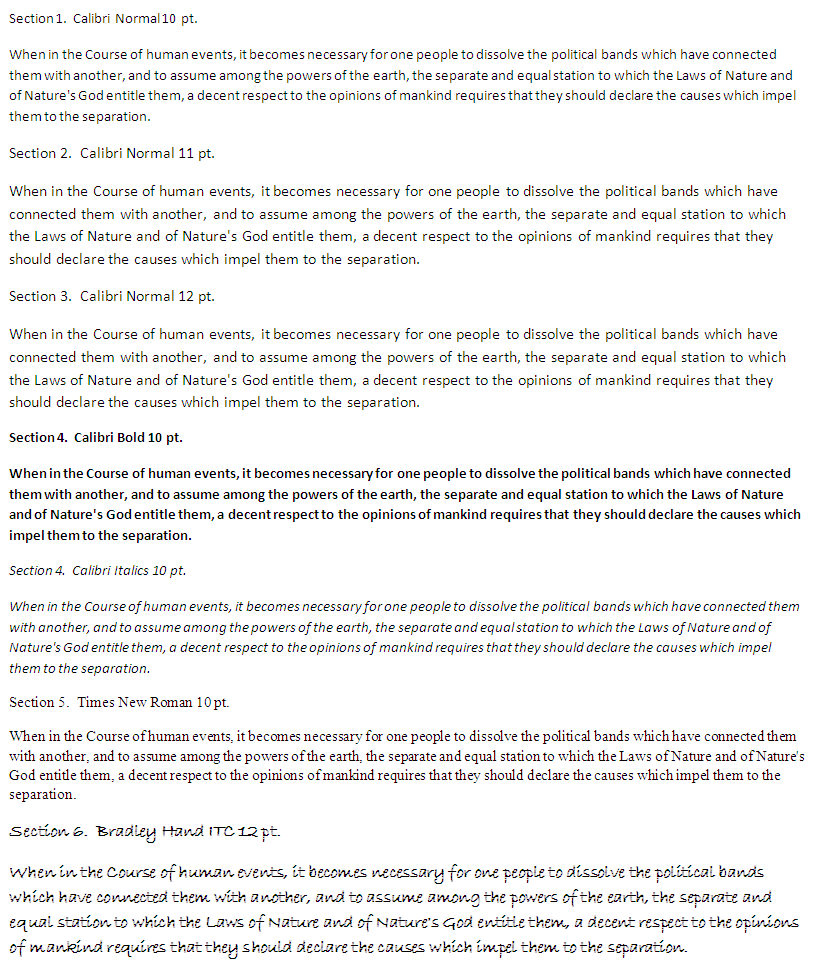 Section 1.  Calibri Normal 10 pt.
When in the Course of human events, it becomes necessary for one people to dissolve the political bands which have connected
them with another, and to assume among the powers of the earth, the separate and equal station to which the Laws of Nature and
of Nature's God entitle them, a decent respect to the opinions of mankind requires that they should declare the causes which impel
them to the separation.
Section 2.  Calibri Normal 11 pt.
When in the Course of human events, it becomes necessary for one people to dissolve the political bands which have
connected them with another, and to assume among the powers of the earth, the separate and equal station to which
the Laws of Nature and of Nature's God entitle them, a decent respect to the opinions of mankind requires that they
should declare the causes which impel them to the separation.
Section 3.  Calibri Normal 12 pt.
When in the Course of human events, it becomes necessary for one people to dissolve the political bands which have
connected them with another, and to assume among the powers of the earth, the separate and equal station to which
the Laws of Nature and of Nature's God entitle them, a decent respect to the opinions of mankind requires that they
should declare the causes which impel them to the separation.
Section 4.  Calibri Bold 10 pt.
When in the Course of human events, it becomes necessary for one people to dissolve the political bands which have connected
them with another, and to assume among the powers of the earth, the separate and equal station to which the Laws of Nature
and of Nature's God entitle them, a decent respect to the opinions of mankind requires that they should declare the causes which
impel them to the separation.
Section 4.  Calibri Italics 10 pt.
When in the Course of human events, it becomes necessary for one people to dissolve the political bands which have connected them
with another, and to assume among the powers of the earth, the separate and equal station to which the Laws of Nature and of
Nature's God entitle them, a decent respect to the opinions of mankind requires that they should declare the causes which impel
them to the separation.
Section 5.  Times New Roman 10 pt.
When in the Course of human events, it becomes necessary for one people to dissolve the political bands which have connected them
with another, and to assume among the powers of the earth, the separate and equal station to which the Laws of Nature and of Nature's
God entitle them, a decent respect to the opinions of mankind requires that they should declare the causes which impel them to the
separation.
Section 6.  Bradley Hand ITC 12 pt.
When in the Course of human events, it becomes necessary for one people to dissolve the political bands
which have connected them with another, and to assume among the powers of the earth, the separate and
equal station to which the Laws of Nature and of Nature's God entitle them, a decent respect to the opinions
of mankind requires that they should declare the causes which impel them to the separation.